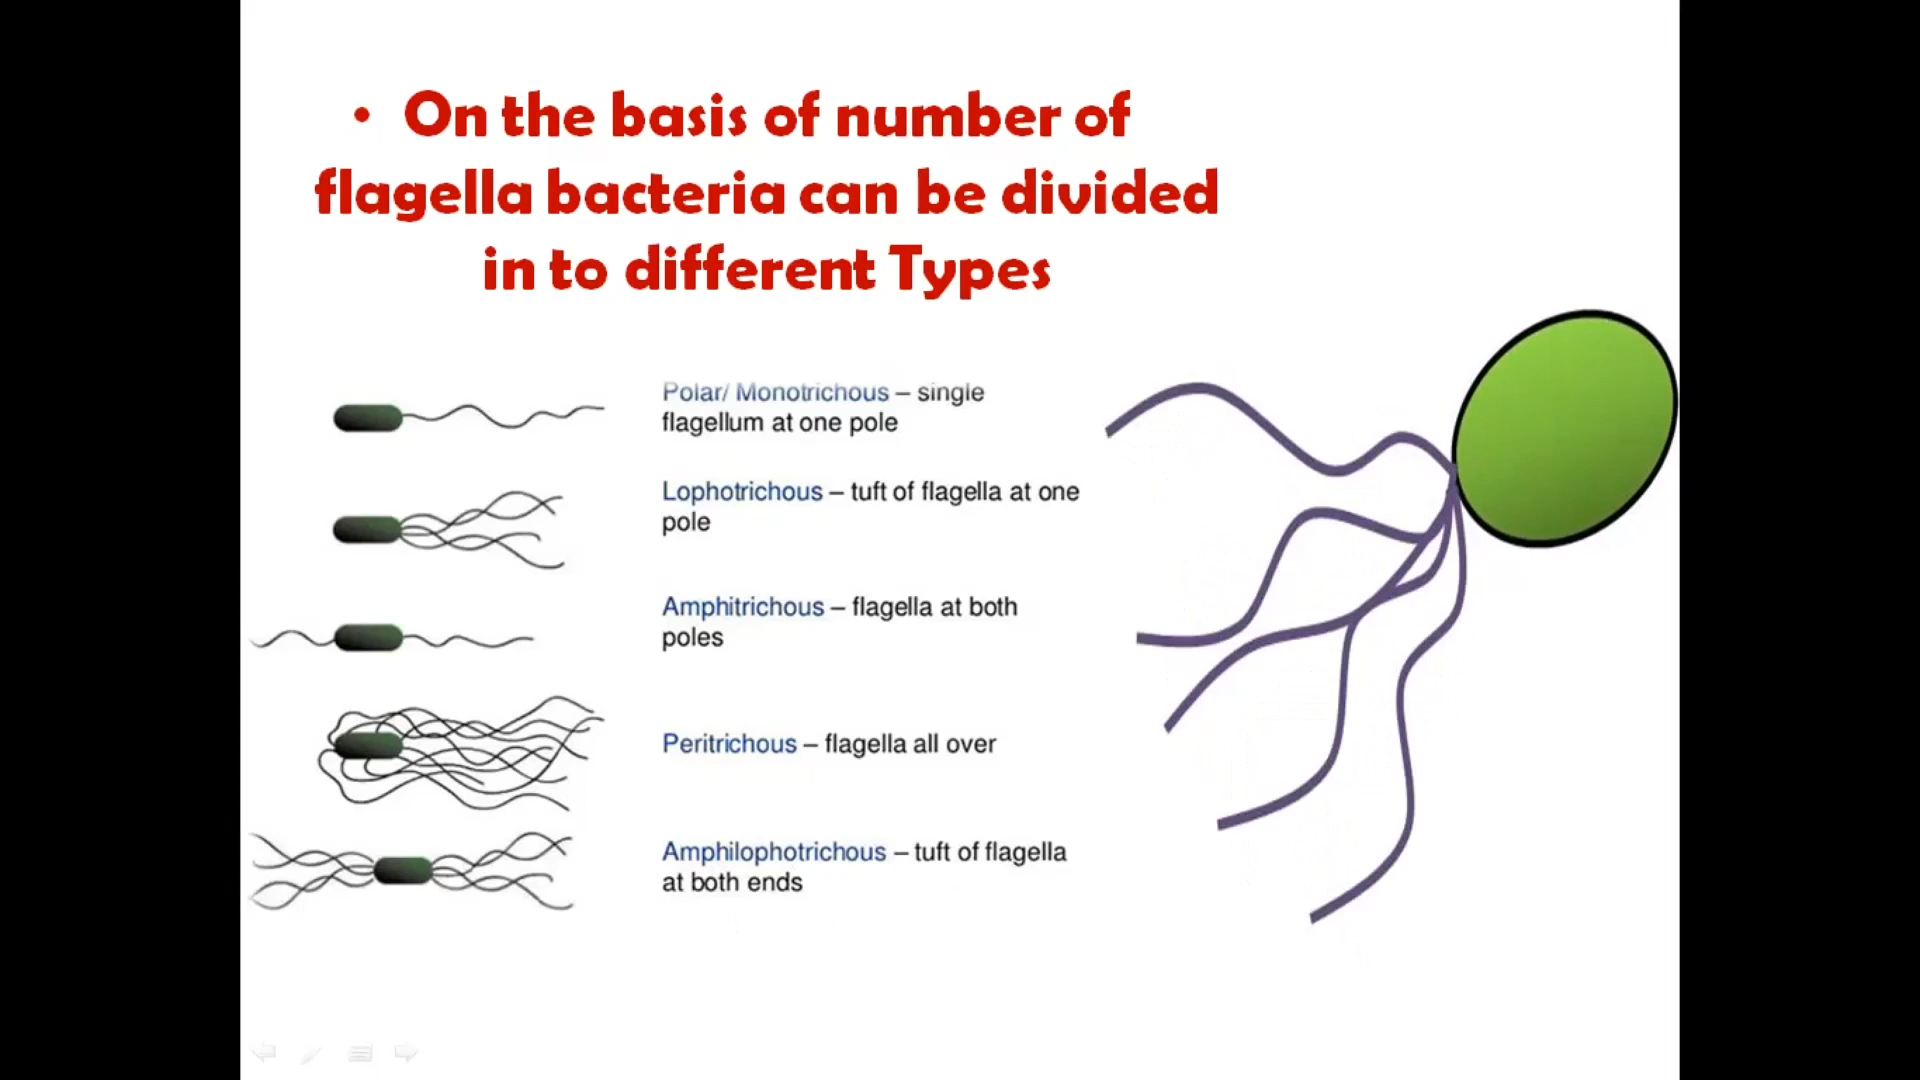 • On the basis of number of
flagella bacteria can be divided
in to different Types
Polar/ Monotrichous – single
flagellum at one pole
Lophotrichous – tuft of flagella at one
pole
Amphitrichous – flagella at both
poles
Peritrichous – flagella all over
Amphilophotrichous – tuft of flagella
at both ends